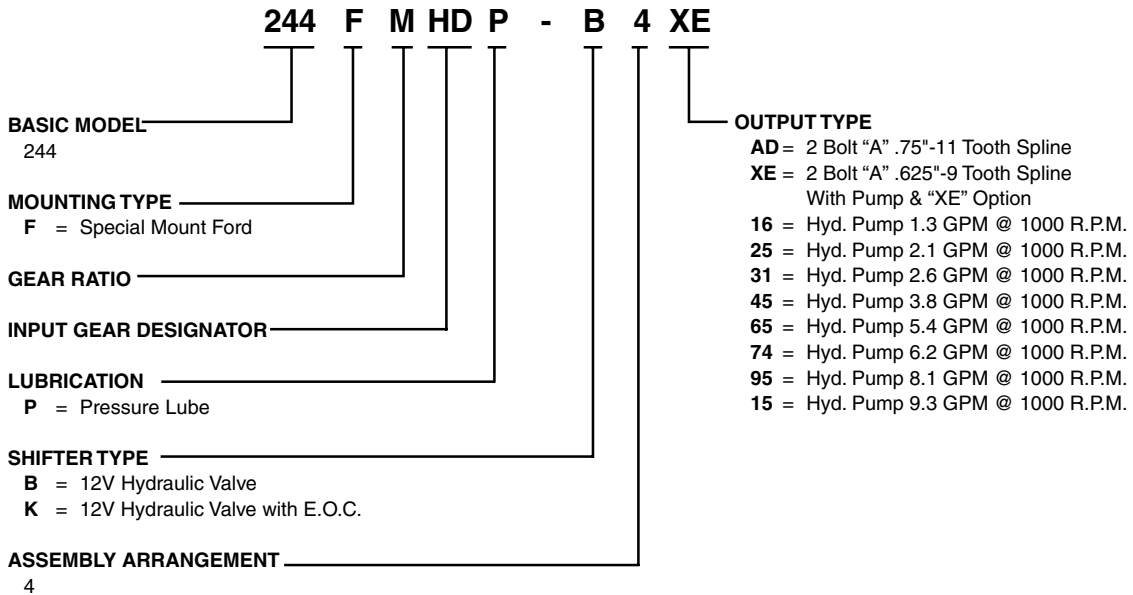 244 F M HD P - B 4 XE
BASIC MODEL
244
MOUNTING TYPE
F = Special Mount Ford
GEAR RATIO
INPUT GEAR DESIGNATOR
LUBRICATION
P = Pressure Lube
SHIFTER TYPE
B = 12V Hydraulic Valve
K = 12V Hydraulic Valve with E.O.C.
ASSEMBLY ARRANGEMENT
4
OUTPUT TYPE
AD = 2 Bolt “A” .75"-11 Tooth Spline
XE = 2 Bolt “A” .625"-9 Tooth Spline
With Pump & “XE” Option
16 = Hyd. Pump 1.3 GPM @ 1000 R.P.M.
25 = Hyd. Pump 2.1 GPM @ 1000 R.P.M.
31 = Hyd. Pump 2.6 GPM @ 1000 R.P.M.
45 = Hyd. Pump 3.8 GPM @ 1000 R.P.M.
65 = Hyd. Pump 5.4 GPM @ 1000 R.P.M.
74 = Hyd. Pump 6.2 GPM @ 1000 R.P.M.
95 = Hyd. Pump 8.1 GPM @ 1000 R.P.M.
15 = Hyd. Pump 9.3 GPM @ 1000 R.P.M.